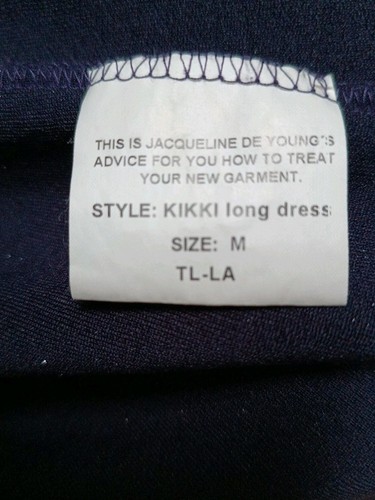 THIS IS JACQUELINE DE YOUNG'S
ADVICE FOR YOU HOW TO TREAT
YOUR NEW GARMENT.
STYLE: KIKKI long dress
SIZE: M
TL-LA